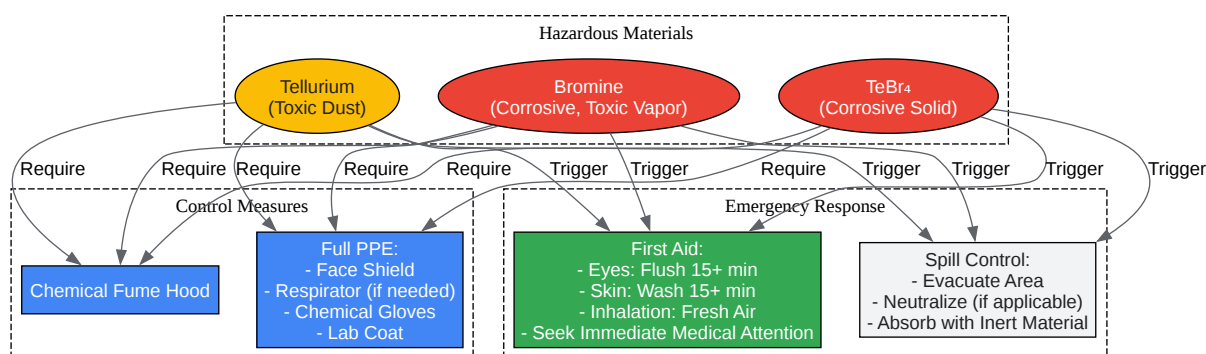 Hazardous Materials
Tellurium
(Toxic Dust)
Bromine
(Corrosive, Toxic Vapor)
TeBr₄
(Corrosive Solid)
Require
Require
Require
Require
Require
Require
Trigger
Trigger
Trigger
Trigger
Trigger
Trigger
Control Measures
Chemical Fume Hood
Full PPE:
- Face Shield
- Respirator (if needed)
- Chemical Gloves
- Lab Coat
Emergency Response
First Aid:
- Eyes: Flush 15+ min
- Skin: Wash 15+ min
- Inhalation: Fresh Air
- Seek Immediate Medical Attention
Spill Control:
- Evacuate Area
- Neutralize (if applicable)
- Absorb with Inert Material